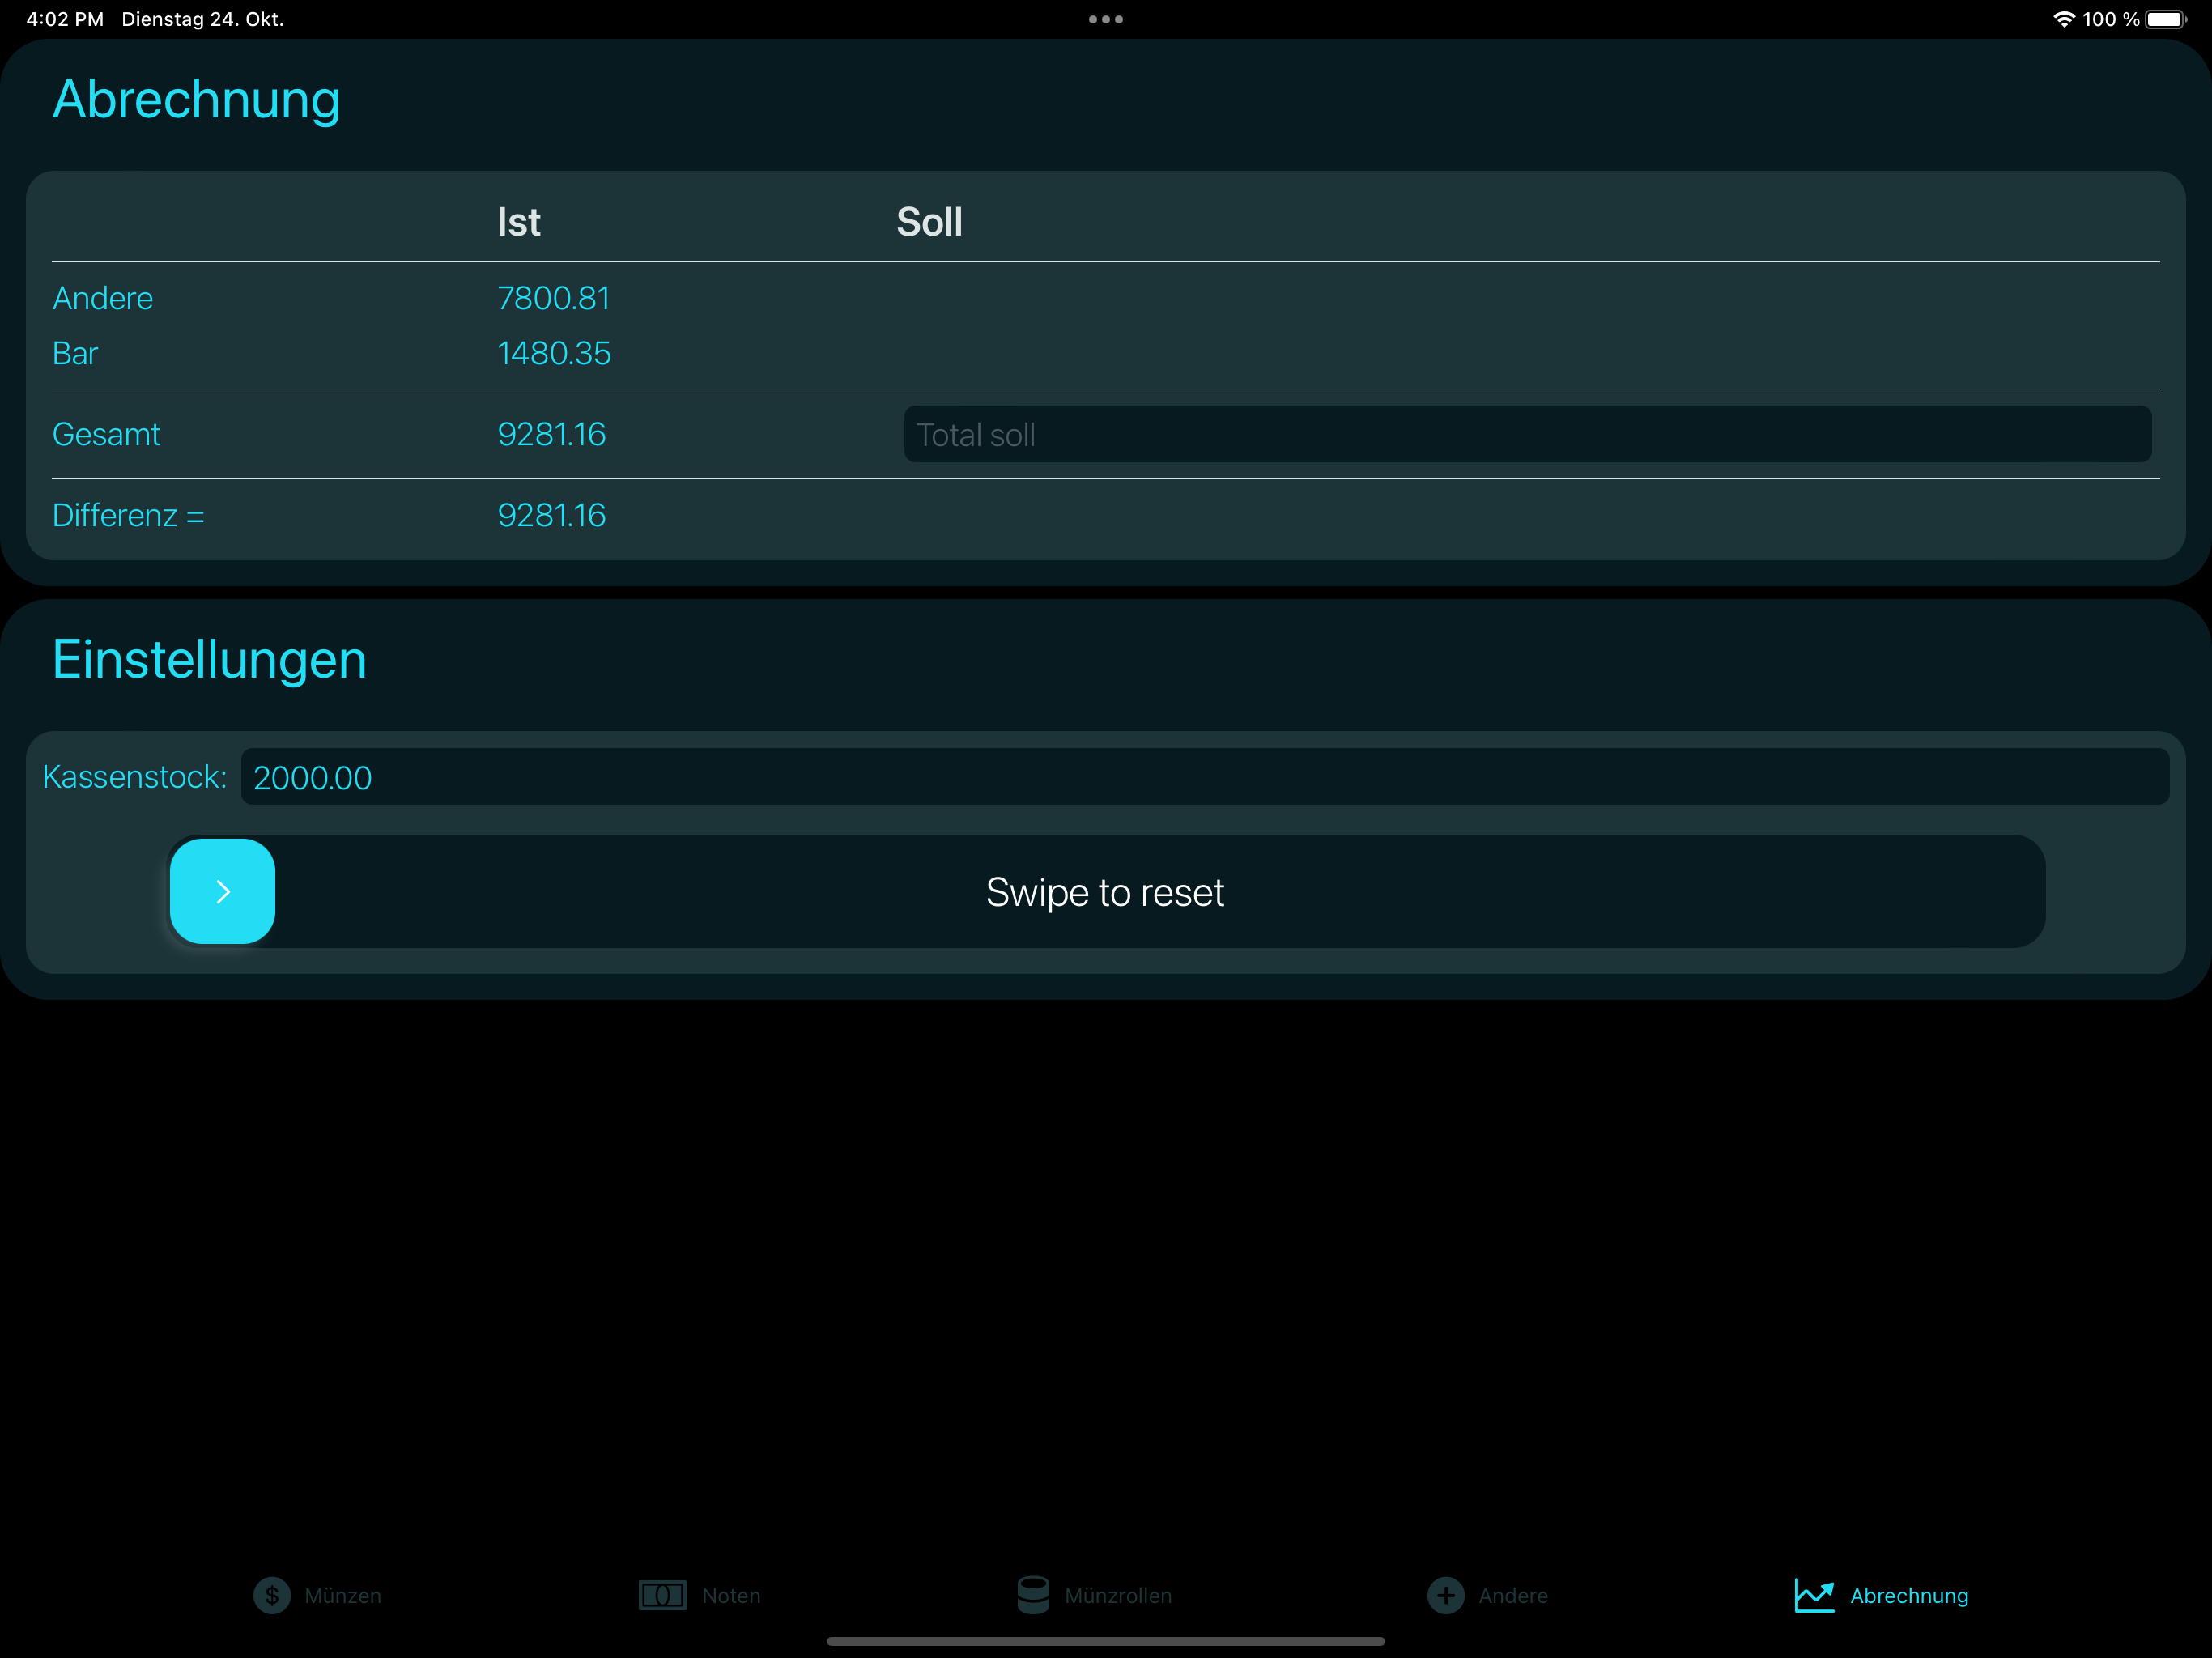 4:02 PM Dienstag 24. Okt.
100 %
Abrechnung
Ist Soll
Andere 7800.81
Bar 1480.35
Gesamt 9281.16 Total soll
Differenz = 9281.16
Einstellungen
Kassenstock: 2000.00
Swipe to reset
Münzen Noten Münzrollen Andere Abrechnung